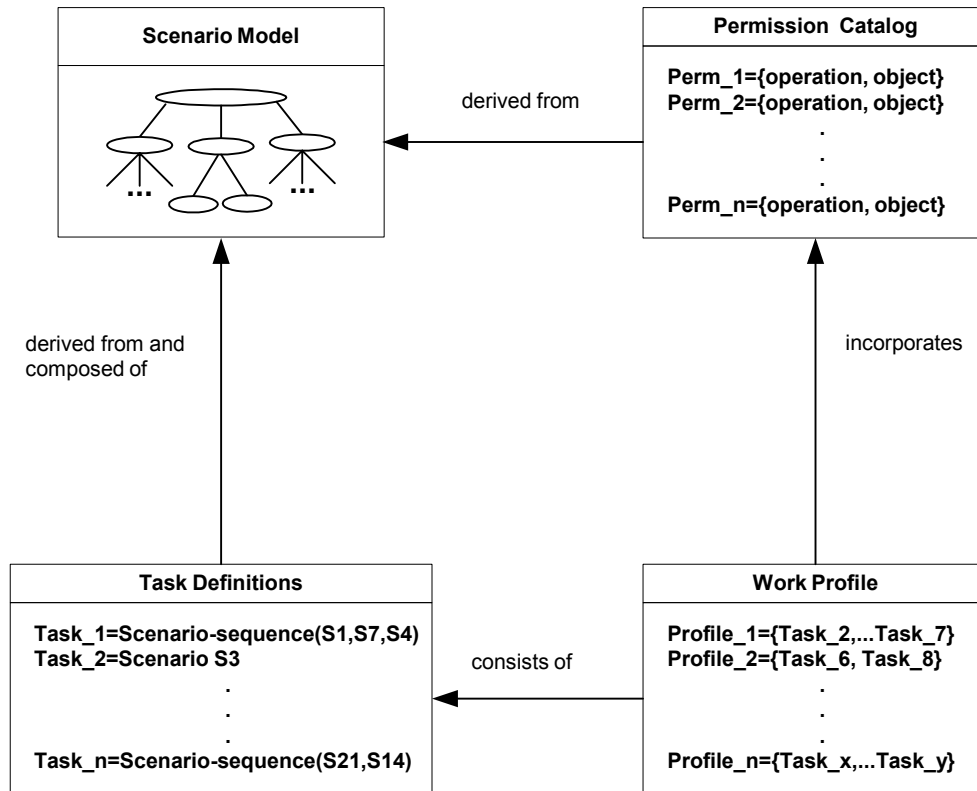 Scenario Model
...
...
derived from
Permission Catalog
Perm_1={operation, object}
Perm_2={operation, object}
.
.
.
Perm_n={operation, object}
derived from and
composed of
incorporates
Task Definitions
Task_1=Scenario-sequence(S1,S7,S4)
Task_2=Scenario S3
.
.
.
Task_n=Scenario-sequence(S21,S14)
consists of
Work Profile
Profile_1={Task_2,...Task_7}
Profile_2={Task_6, Task_8}
.
.
.
Profile_n={Task_x,...Task_y}